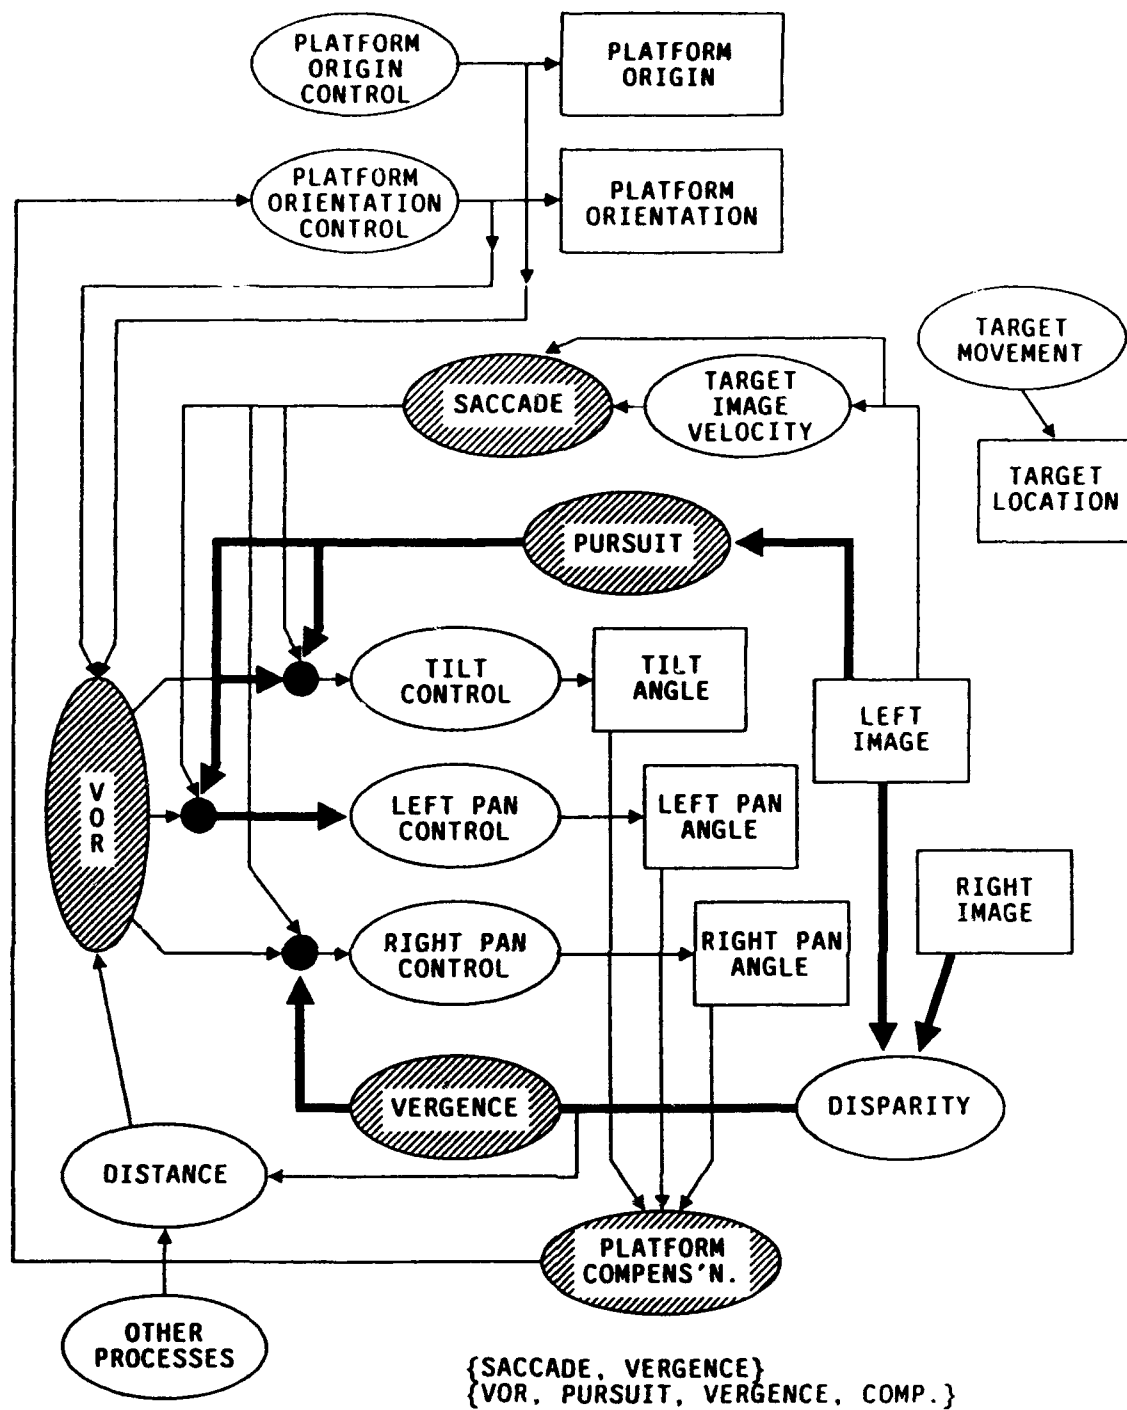 PLATFORM
ORIGIN
CONTROL
PLATFORM
ORIGIN
PLATFORM
ORIENTATION
CONTROL
PLATFORM
ORIENTATION
TARGET
MOVEMENT
SACCADE
TARGET
IMAGE
VELOCITY
TARGET
LOCATION
PURSUIT
TILT
CONTROL
TILT
ANGLE
LEFT
IMAGE
VOR
LEFT PAN
CONTROL
LEFT PAN
ANGLE
RIGHT
IMAGE
RIGHT PAN
CONTROL
RIGHT PAN
ANGLE
VERGENCE
DISPARITY
DISTANCE
PLATFORM
COMPENS'N.
OTHER
PROCESSES
{SACCADE, VERGENCE}
{VOR, PURSUIT, VERGENCE, COMP.}